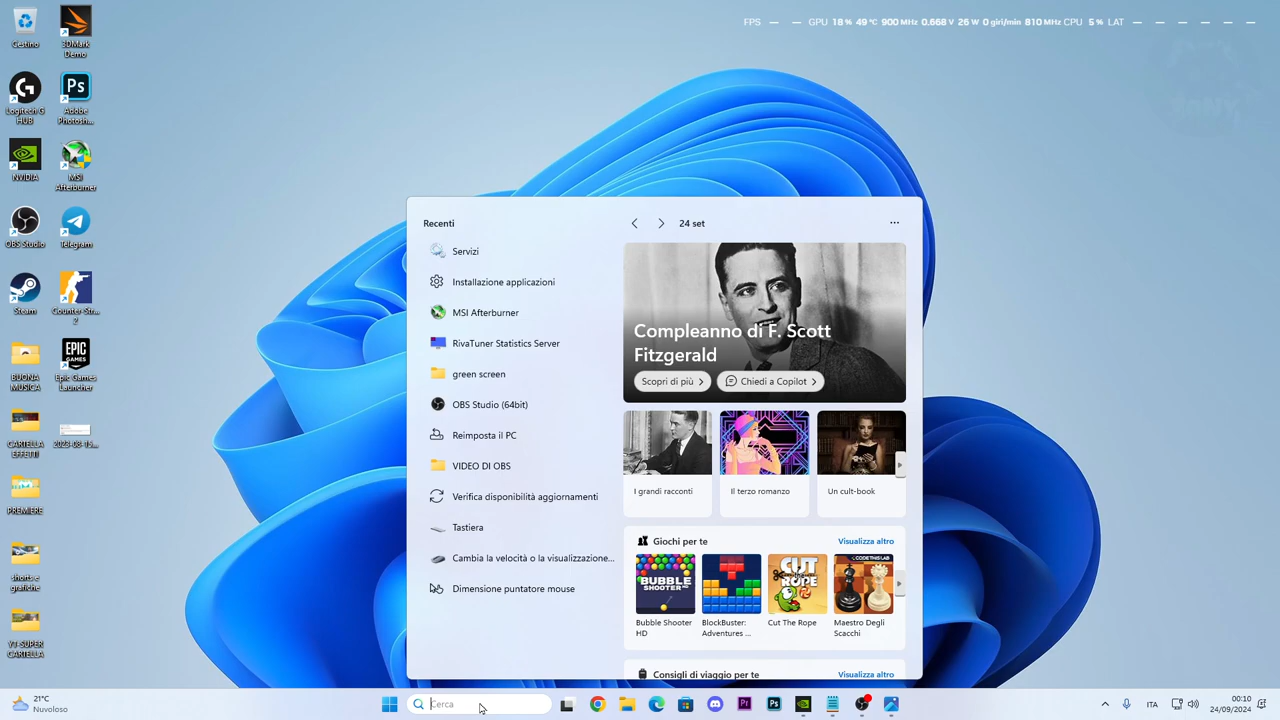 FPS — — GPU 18 % 49 °C 900 MHz 0.668 V 26 W 0 giri/min 810 MHz CPU 5 % LAT — — — — — —
Cestino
3DMark
Demo
Logitech G
HUB
Adobe
Photosh...
NVIDIA
MSI
Afterburner
OBS Studio
Telegram
Steam
Counter-Str...
2
BUONA
MUSICA
Epic Games
Launcher
CARTELLA
EFFETTI
2023-08-15...
PREMIERE
shorts e
grafiche
YT SUPER
CARTELLA
Recenti
Servizi
Installazione applicazioni
MSI Afterburner
RivaTuner Statistics Server
green screen
OBS Studio (64bit)
Reimposta il PC
VIDEO DI OBS
Verifica disponibilità aggiornamenti
Tastiera
Cambia la velocità o la visualizzazione...
Dimensione puntatore mouse
24 set
Compleanno di F. Scott
Fitzgerald
Scopri di più
Chiedi a Copilot
I grandi racconti
Il terzo romanzo
Un cult-book
Giochi per te
Visualizza altro
BUBBLE
SHOOTER
CUT
ROPE
CODE THIS LAB
Bubble Shooter
HD
BlockBuster:
Adventures ...
Cut The Rope
Maestro Degli
Scacchi
Consigli di viaggio per te
Visualizza altro
21°C
Nuvoloso
Cerca
ITA
00:10
24/09/2024